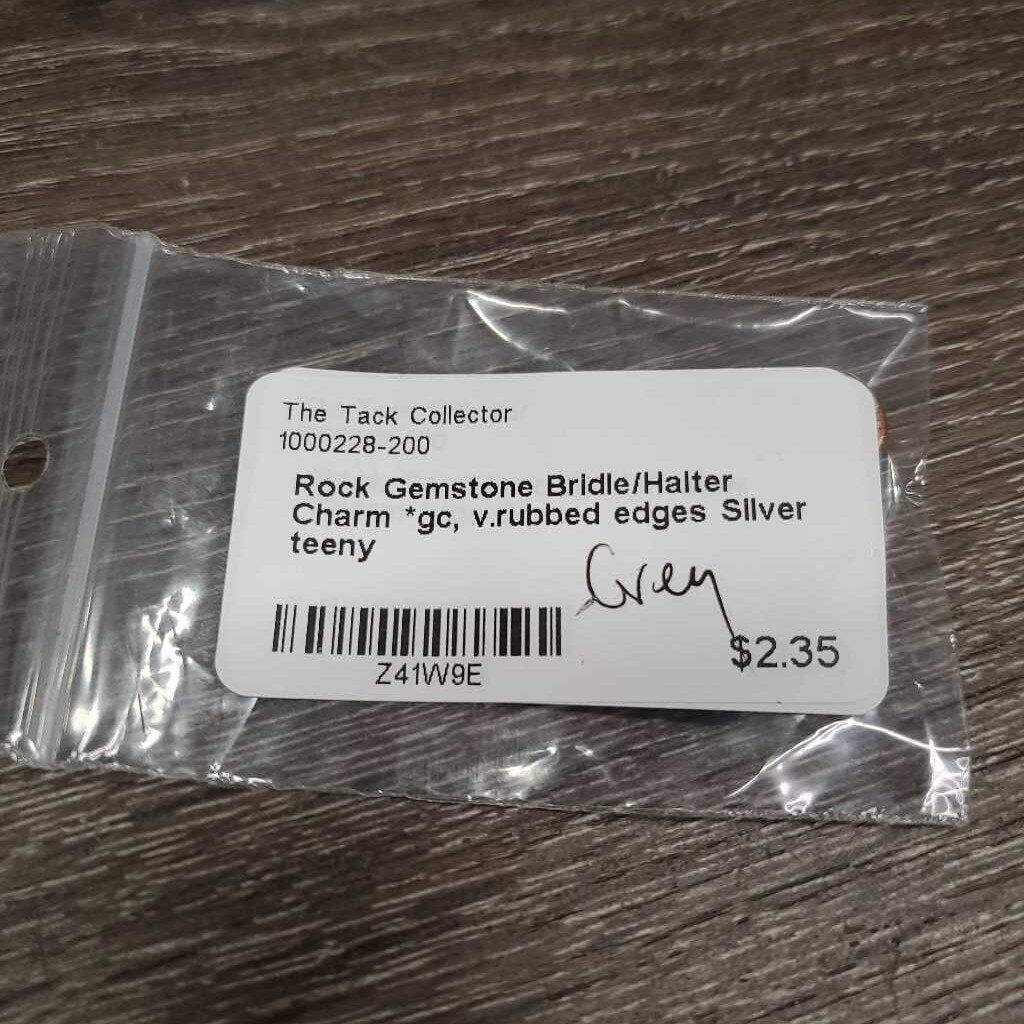 The Tack Collector
1000228-200
Rock Gemstone Bridle/Halter
Charm *gc, v.rubbed edges Silver
teeny
Grey
$2.35
Z41W9E